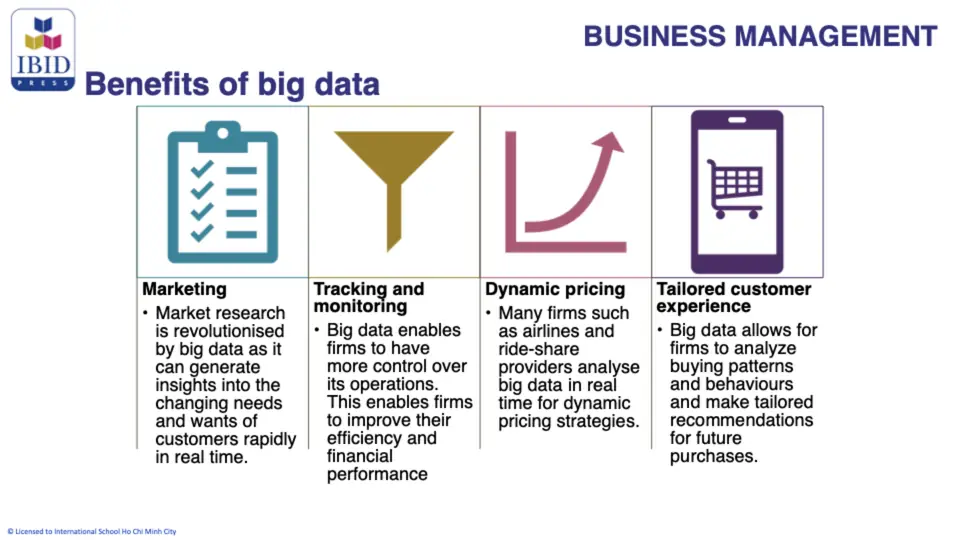 IBID
PRESS
BUSINESS MANAGEMENT
Benefits of big data
Marketing
• Market research
is revolutionised
by big data as it
can generate
insights into the
changing needs
and wants of
customers rapidly
in real time.
Tracking and
monitoring
• Big data enables
firms to have
more control over
its operations.
This enables firms
to improve their
efficiency and
financial
performance
Dynamic pricing
• Many firms such
as airlines and
ride-share
providers analyse
big data in real
time for dynamic
pricing strategies.
Tailored customer
experience
• Big data allows for
firms to analyze
buying patterns
and behaviours
and make tailored
recommendations
for future
purchases.
© Licensed to International School Ho Chi Minh City